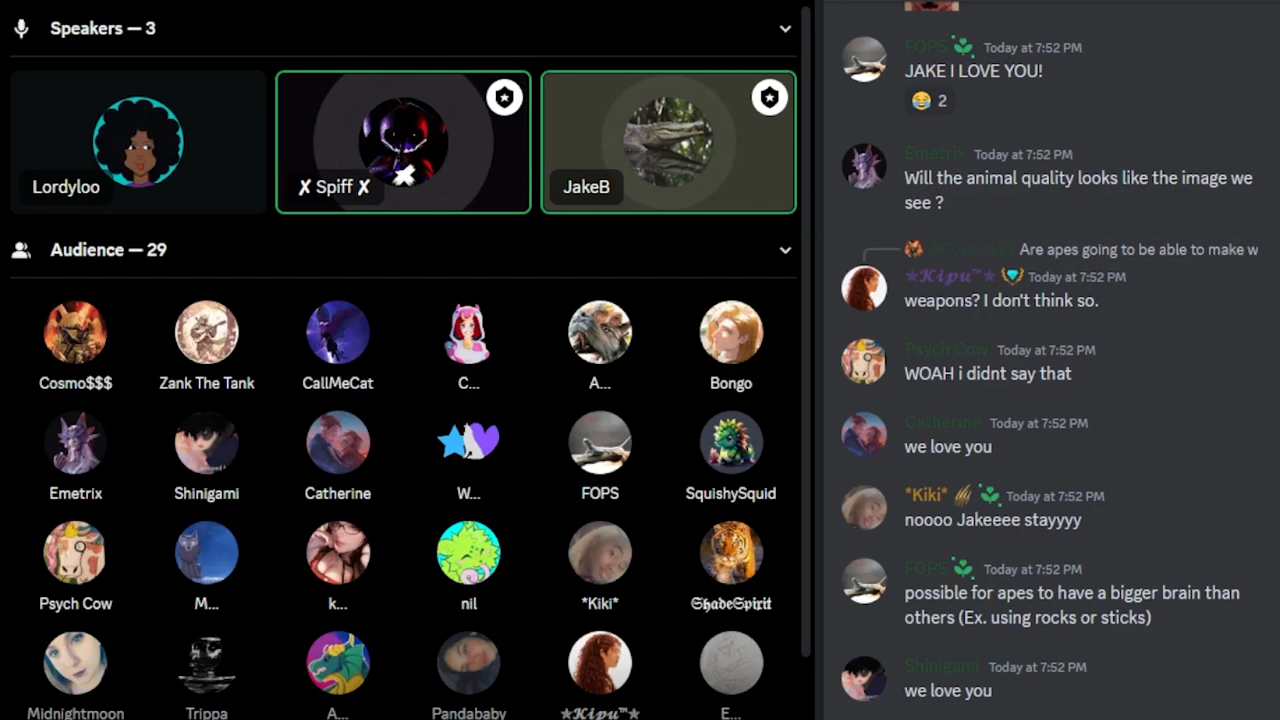 Speakers — 3
Lordyloo
✗ Spiff ✗
JakeB
Audience — 29
Cosmo$$$
Zank The Tank
CallMeCat
C...
A...
Bongo
Emetrix
Shinigami
Catherine
W...
FOPS
SquishySquid
Psych Cow
M...
k...
nil
*Kiki*
𝕾𝖍𝖆𝖉𝖊𝕾𝖕𝖎𝖗𝖎𝖙
Midnightmoon
Trippa
A...
Pandababy
★𝓚𝓲𝓹𝓾™★
E...
FOPS Today at 7:52 PM
JAKE I LOVE YOU!
😂 2
Emetrix Today at 7:52 PM
Will the animal quality looks like the image we
see ?
Are apes going to be able to make w
★𝓚𝓲𝓹𝓾™★ Today at 7:52 PM
weapons? I don't think so.
Psych Cow Today at 7:52 PM
WOAH i didnt say that
Catherine Today at 7:52 PM
we love you
*Kiki* Today at 7:52 PM
noooo Jakeeee stayyyy
FOPS Today at 7:52 PM
possible for apes to have a bigger brain than
others (Ex. using rocks or sticks)
Shinigami Today at 7:52 PM
we love you